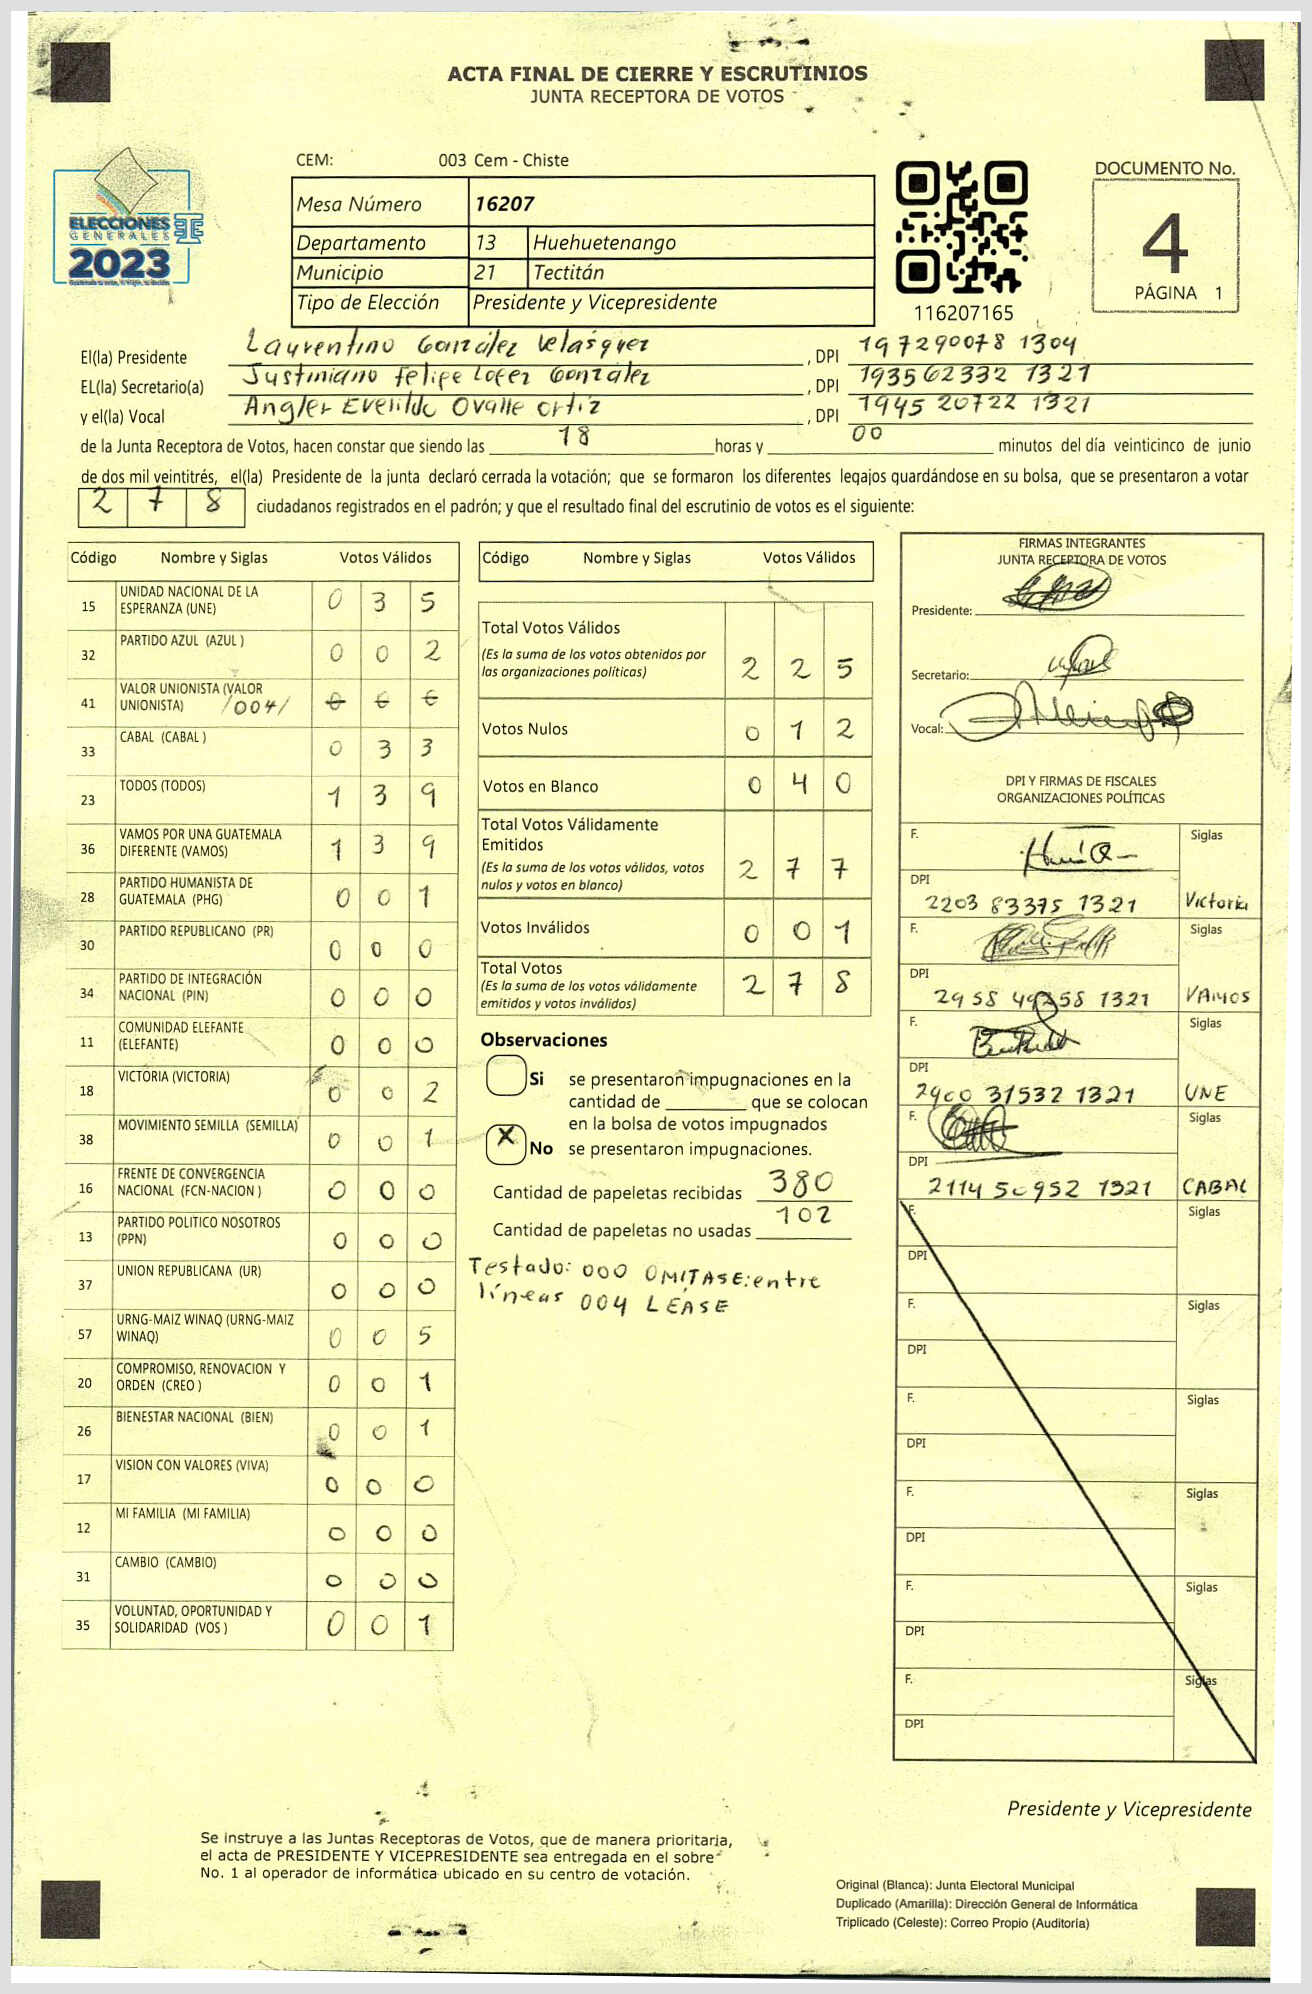 ACTA FINAL DE CIERRE Y ESCRUTINIOS
JUNTA RECEPTORA DE VOTOS
CEM: 003 Cem - Chiste
ELECCIONES
GENERALES
2023
Mesa Número 16207
Departamento 13 Huehuetenango
Municipio 21 Tectitán
Tipo de Elección Presidente y Vicepresidente
116207165
DOCUMENTO No.
4
PÁGINA 1
El(la) Presidente Laurentino González Velásquez , DPI 197290078 1304
EL(la) Secretario(a) Justiniano Felipe Lopez González , DPI 193562332 1321
y el(la) Vocal Angler Everildo Ovalle Ortiz , DPI 1945 20722 1321
de la Junta Receptora de Votos, hacen constar que siendo las 18 horas y 00 minutos del día veinticinco de junio
de dos mil veintitrés, el(la) Presidente de la junta declaró cerrada la votación; que se formaron los diferentes legajos guardándose en su bolsa, que se presentaron a votar
2 7 8 ciudadanos registrados en el padrón; y que el resultado final del escrutinio de votos es el siguiente:
Código Nombre y Siglas Votos Válidos
15 UNIDAD NACIONAL DE LA ESPERANZA (UNE) 0 3 5
32 PARTIDO AZUL (AZUL ) 0 0 2
41 VALOR UNIONISTA (VALOR UNIONISTA) /004/ 0 0 0
33 CABAL (CABAL ) 0 3 3
23 TODOS (TODOS) 1 3 9
36 VAMOS POR UNA GUATEMALA DIFERENTE (VAMOS) 1 3 9
28 PARTIDO HUMANISTA DE GUATEMALA (PHG) 0 0 1
30 PARTIDO REPUBLICANO (PR) 0 0 0
34 PARTIDO DE INTEGRACIÓN NACIONAL (PIN) 0 0 0
11 COMUNIDAD ELEFANTE (ELEFANTE) 0 0 0
18 VICTORIA (VICTORIA) 0 0 2
38 MOVIMIENTO SEMILLA (SEMILLA) 0 0 1
16 FRENTE DE CONVERGENCIA NACIONAL (FCN-NACION ) 0 0 0
13 PARTIDO POLITICO NOSOTROS (PPN) 0 0 0
37 UNION REPUBLICANA (UR) 0 0 0
57 URNG-MAIZ WINAQ (URNG-MAIZ WINAQ) 0 0 5
20 COMPROMISO, RENOVACION Y ORDEN (CREO ) 0 0 1
26 BIENESTAR NACIONAL (BIEN) 0 0 1
17 VISION CON VALORES (VIVA) 0 0 0
12 MI FAMILIA (MI FAMILIA) 0 0 0
31 CAMBIO (CAMBIO) 0 0 0
35 VOLUNTAD, OPORTUNIDAD Y SOLIDARIDAD (VOS ) 0 0 1
Código Nombre y Siglas Votos Válidos
Total Votos Válidos
(Es la suma de los votos obtenidos por
las organizaciones políticas) 2 2 5
Votos Nulos 0 1 2
Votos en Blanco 0 4 0
Total Votos Válidamente
Emitidos
(Es la suma de los votos válidos, votos
nulos y votos en blanco) 2 7 7
Votos Inválidos 0 0 1
Total Votos
(Es la suma de los votos válidamente
emitidos y votos inválidos) 2 7 8
Observaciones
Si se presentaron impugnaciones en la
cantidad de ________ que se colocan
en la bolsa de votos impugnados
X No se presentaron impugnaciones.
Cantidad de papeletas recibidas 380
Cantidad de papeletas no usadas 102
Testado: 000 OMITASE: entre
líneas 004 LEASE
FIRMAS INTEGRANTES
JUNTA RECEPTORA DE VOTOS
Presidente:
Secretario:
Vocal:
DPI Y FIRMAS DE FISCALES
ORGANIZACIONES POLÍTICAS
F. Siglas
DPI
2203 83375 1321 Victoria
F. Siglas
DPI
2958 49258 1321 VAMOS
F. Siglas
DPI
2900 31532 1321 UNE
F. Siglas
DPI
2114 50952 1321 CABAL
F. Siglas
DPI
F. Siglas
DPI
F. Siglas
DPI
F. Siglas
DPI
F. Siglas
DPI
F. Siglas
DPI
Presidente y Vicepresidente
Se instruye a las Juntas Receptoras de Votos, que de manera prioritaria,
el acta de PRESIDENTE Y VICEPRESIDENTE sea entregada en el sobre
No. 1 al operador de informática ubicado en su centro de votación.
Original (Blanca): Junta Electoral Municipal
Duplicado (Amarilla): Dirección General de Informática
Triplicado (Celeste): Correo Propio (Auditoría)